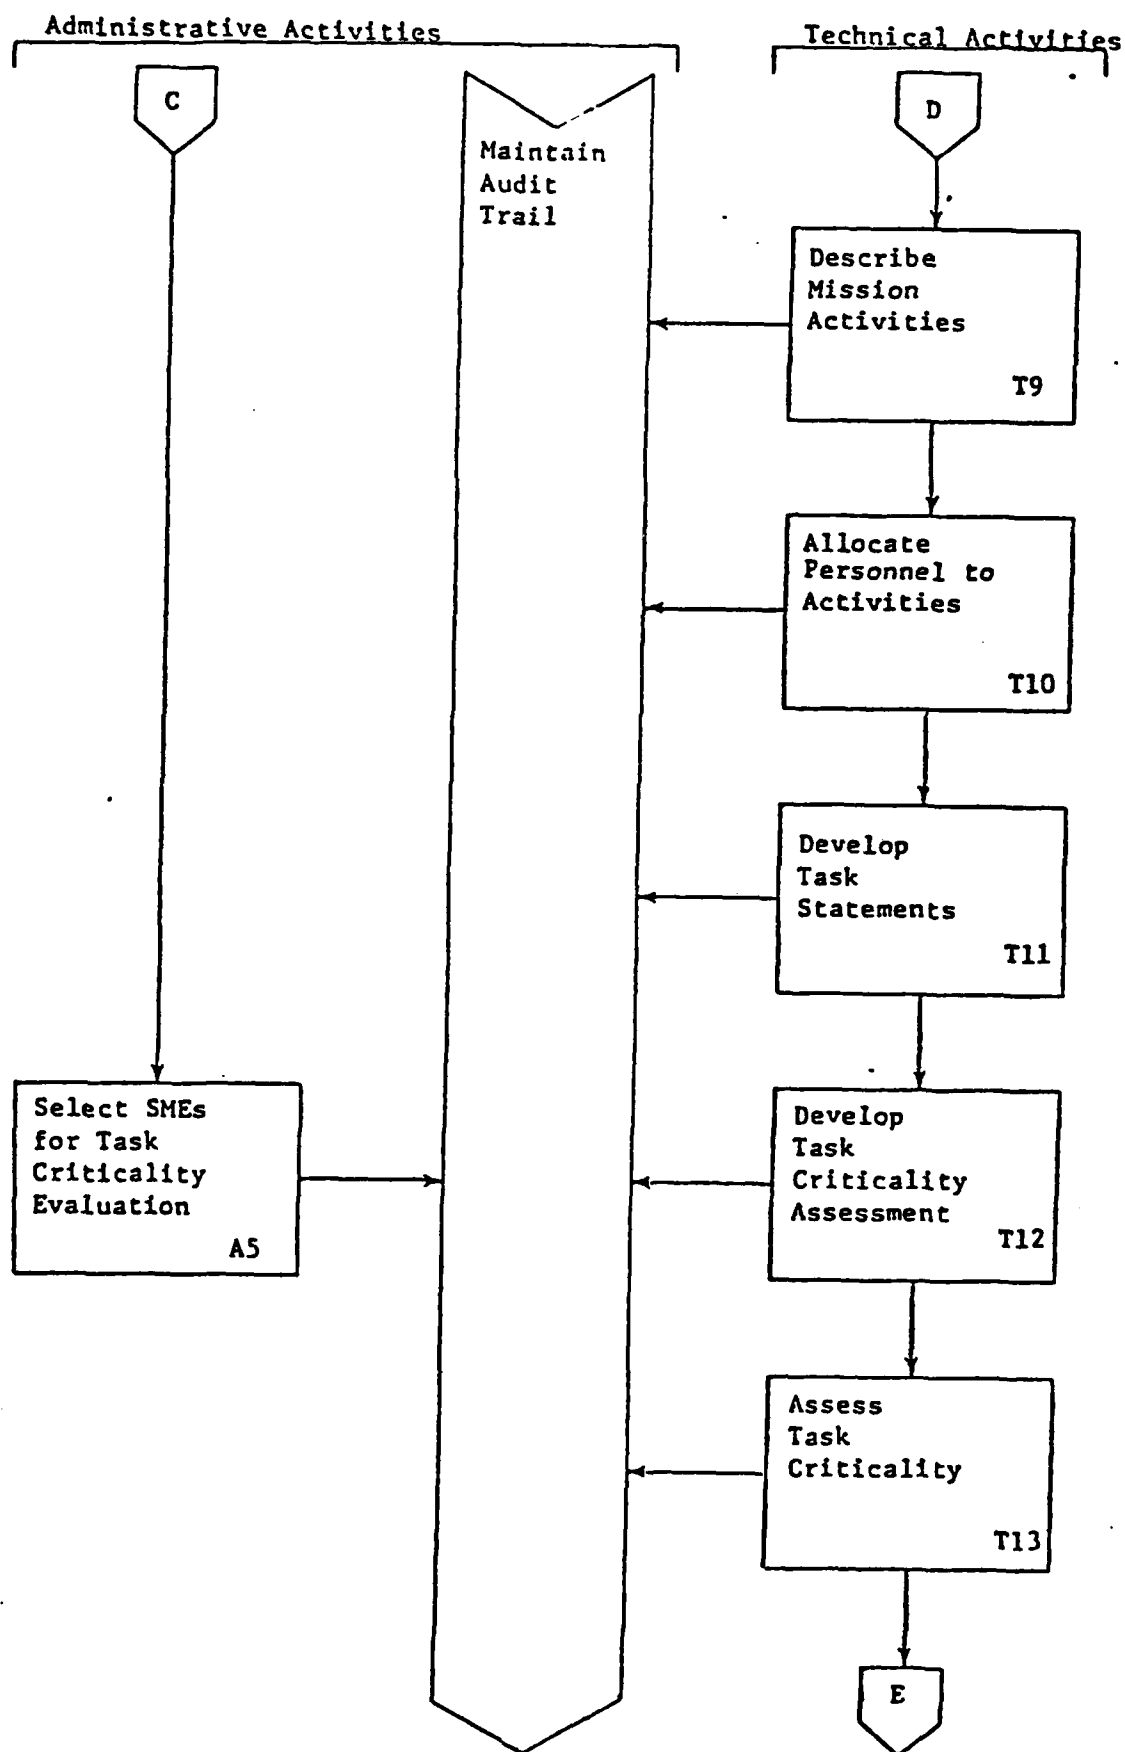 Administrative Activities
Technical Activities
C
D
Maintain
Audit
Trail
Describe
Mission
Activities
T9
Allocate
Personnel to
Activities
T10
Develop
Task
Statements
T11
Select SMEs
for Task
Criticality
Evaluation
A5
Develop
Task
Criticality
Assessment
T12
Assess
Task
Criticality
T13
E